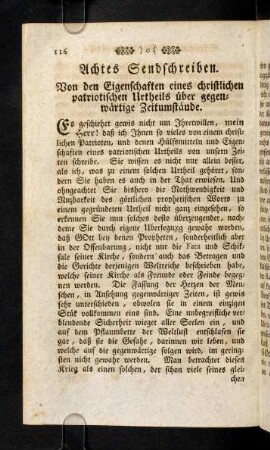 116 )o(
Achtes Sendschreiben.
Von den Eigenschaften eines christlichen
patriotischen Urtheils über gegen-
wärtige Zeitumstände.
Es geschiehet gewis nicht um Ihrentwillen, mein
Herr! daß ich Ihnen so vieles von einem christ-
lichen Patrioten, und denen Hülfsmitteln und Eigen-
schaften eines patriotischen Urtheils von unsern Zei-
ten schreibe. Sie wissen es nicht nur allein besser,
als ich, was zu einem solchen Urtheil gehöret, son-
dern Sie haben es auch in der That erwiesen. Und
ohngeachtet Sie bisher die Nothwendigkeit und
Nuzbarkeit des göttlichen prophetischen Worts zu
einem gegründeten Urtheil nicht ganz einsehen, so
erkennen Sie nun solches desto überzeugender, nach-
deme Sie durch eigene Ueberlegung gewahr worden,
daß GOtt bey denen Propheten, sonderheitlich aber
in der Offenbarung, nicht nur die Fata und Schik-
sale seiner Kirche, sondern auch das Betragen und
die Gerichte derjenigen Weltreiche beschrieben habe,
welche seiner Kirche als Freunde oder Feinde begeg-
nen werden. Die Fassung der Herzen der Men-
schen, in Ansehung gegenwärtiger Zeiten, ist gewis
sehr unterschieden, obwolen sie in einem einzigen
Stük vollkommen eins sind. Eine unbegreifliche ver-
blendende Sicherheit wieget aller Seelen ein, und
auf dem Pflaumbette der Weltlust entschlafen sie
gar, daß sie die Gefahr, darinnen wir leben, und
welche auf die gegenwärtige folgen wird, im gering-
sten nicht gewahr werden. Man betrachtet diesen
Krieg als einen solchen, der schon viele seines glei-
chen